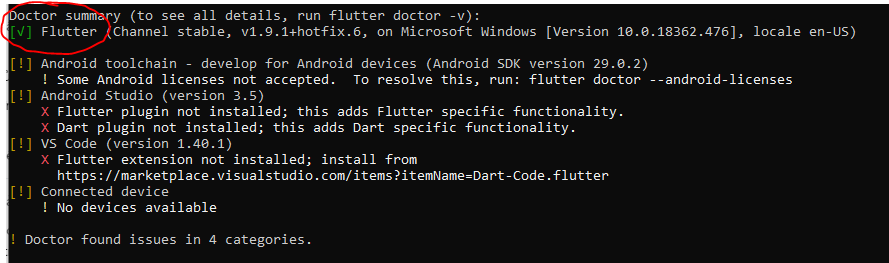 Doctor summary (to see all details, run flutter doctor -v):
[√] Flutter (Channel stable, v1.9.1+hotfix.6, on Microsoft Windows [Version 10.0.18362.476], locale en-US)
[!] Android toolchain - develop for Android devices (Android SDK version 29.0.2)
! Some Android licenses not accepted.  To resolve this, run: flutter doctor --android-licenses
[!] Android Studio (version 3.5)
X Flutter plugin not installed; this adds Flutter specific functionality.
X Dart plugin not installed; this adds Dart specific functionality.
[!] VS Code (version 1.40.1)
X Flutter extension not installed; install from
https://marketplace.visualstudio.com/items?itemName=Dart-Code.flutter
[!] Connected device
! No devices available
! Doctor found issues in 4 categories.